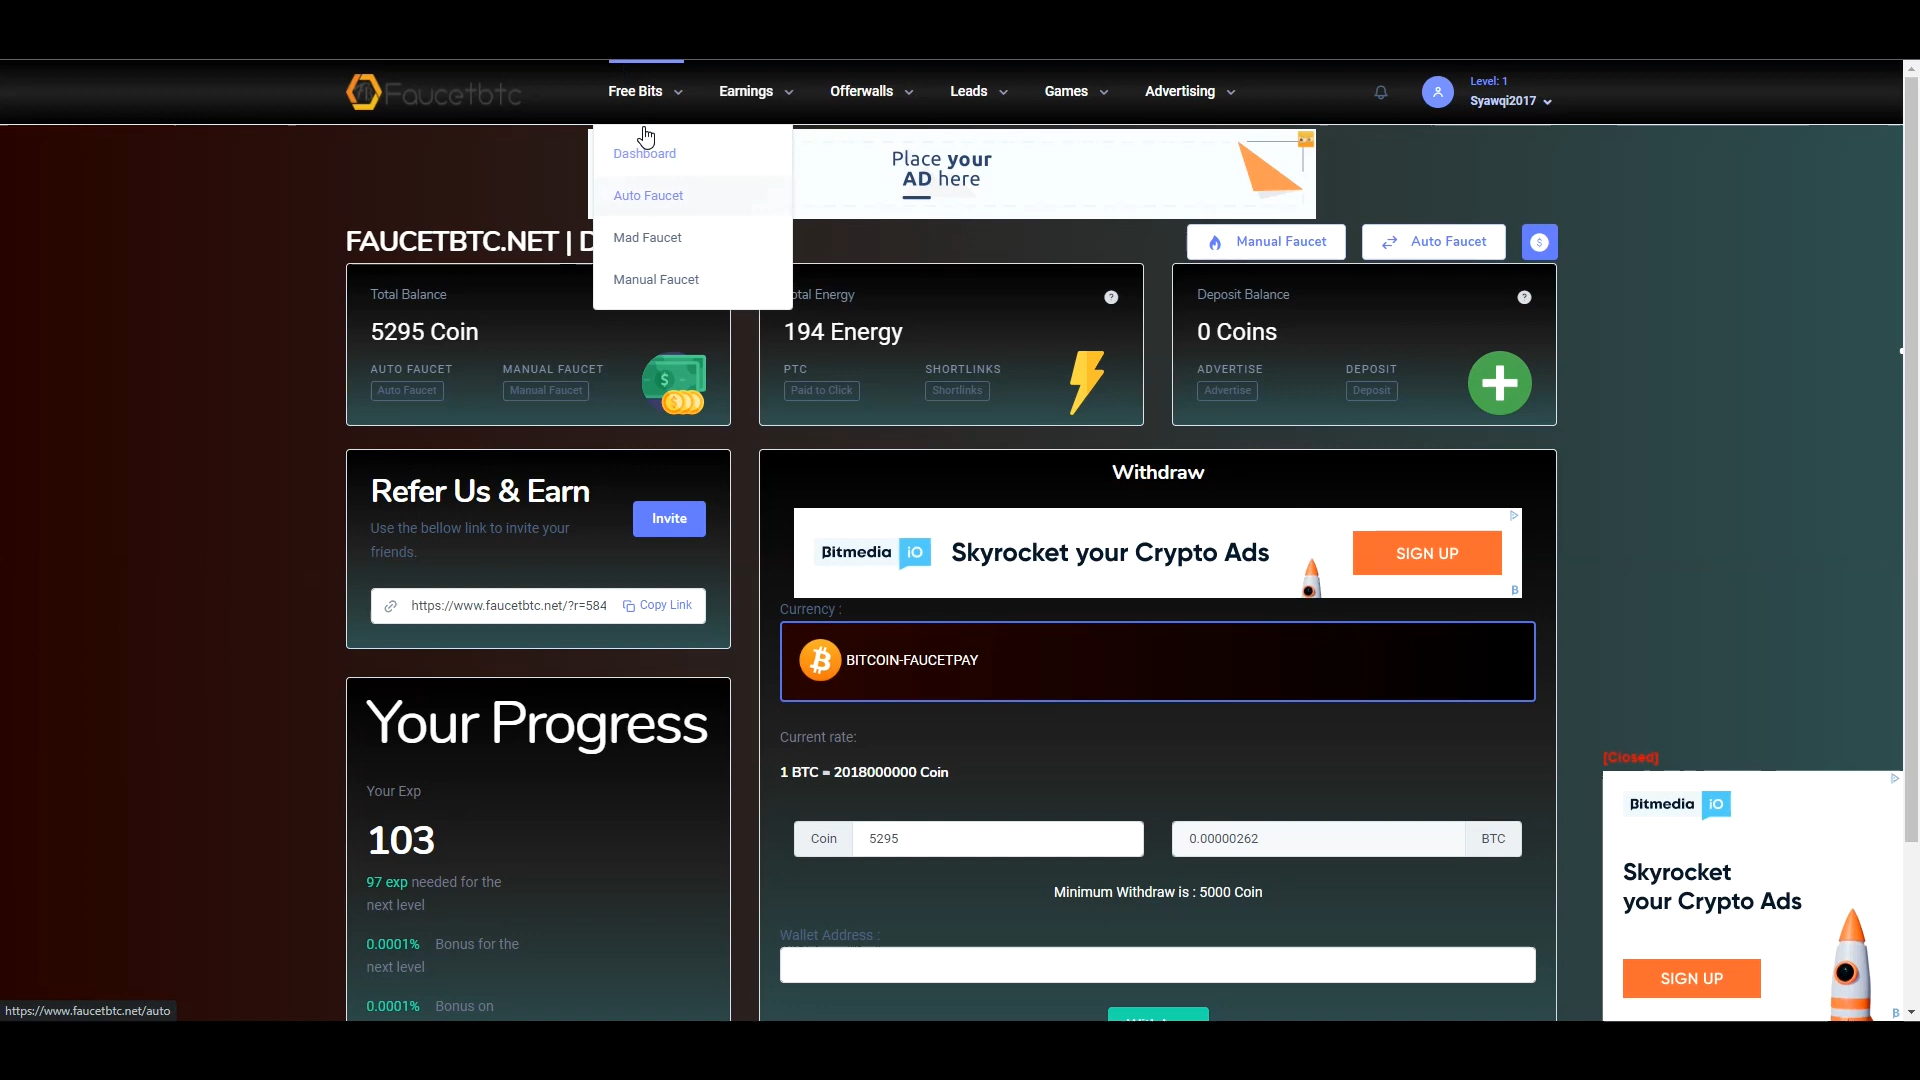 Faucetbtc
Free Bits
Earnings
Offerwalls
Leads
Games
Advertising
Level: 1
Syawqi2017
Dashboard
Auto Faucet
Mad Faucet
Manual Faucet
Place your
AD here
FAUCETBTC.NET | D
Manual Faucet
Auto Faucet
Total Balance
5295 Coin
AUTO FAUCET
MANUAL FAUCET
Auto Faucet
Manual Faucet
otal Energy
194 Energy
PTC
SHORTLINKS
Paid to Click
Shortlinks
Deposit Balance
0 Coins
ADVERTISE
DEPOSIT
Advertise
Deposit
Refer Us & Earn
Use the bellow link to invite your
friends.
Invite
https://www.faucetbtc.net/?r=584
Copy Link
Your Progress
Your Exp
103
97 exp needed for the
next level
0.0001% Bonus for the
next level
0.0001% Bonus on
Withdraw
Bitmedia iO
Skyrocket your Crypto Ads
SIGN UP
Currency :
BITCOIN-FAUCETPAY
Current rate:
1 BTC = 2018000000 Coin
Coin 5295
0.00000262 BTC
Minimum Withdraw is : 5000 Coin
Wallet Address :
[Closed]
Bitmedia iO
Skyrocket
your Crypto Ads
SIGN UP
https://www.faucetbtc.net/auto